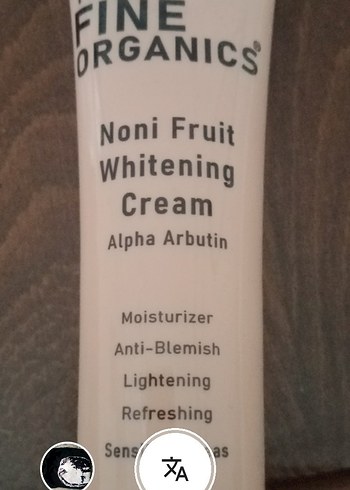 FINE
ORGANICS®
Noni Fruit
Whitening
Cream
Alpha Arbutin
Moisturizer
Anti-Blemish
Lightening
Refreshing